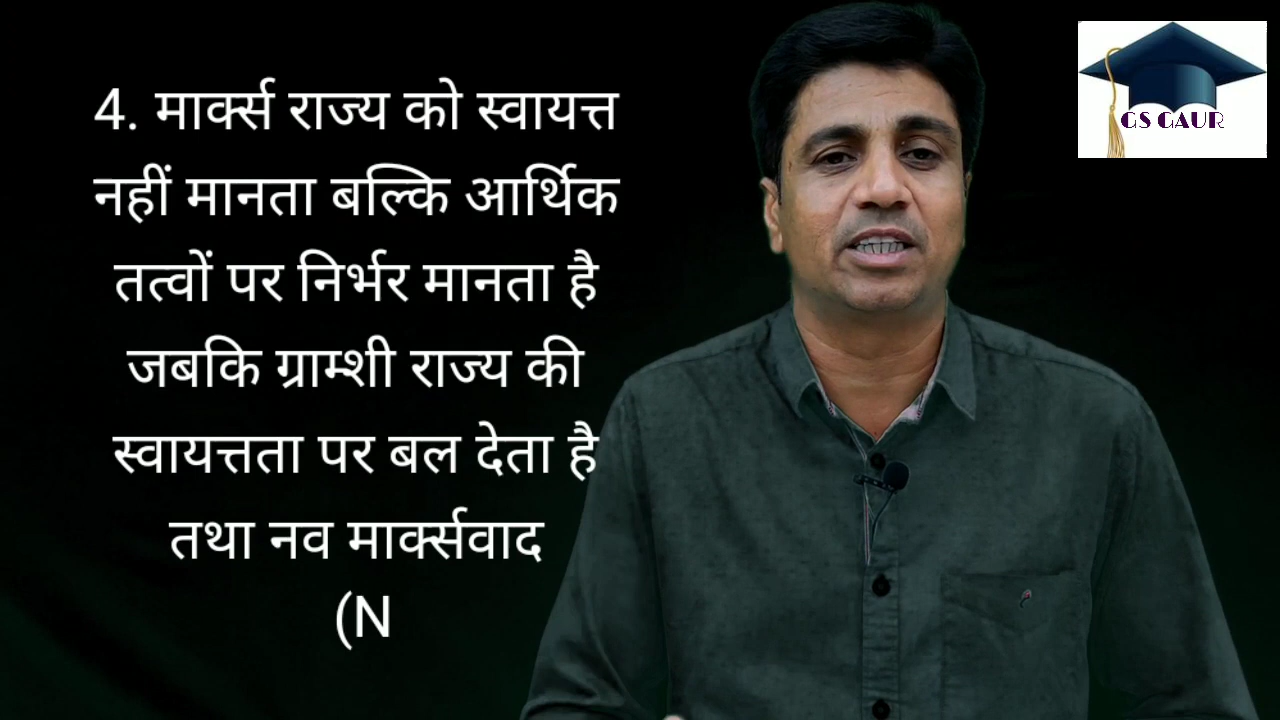 4. मार्क्स राज्य को स्वायत्त
नहीं मानता बल्कि आर्थिक
तत्वों पर निर्भर मानता है
जबकि ग्राम्शी राज्य की
स्वायत्तता पर बल देता है
तथा नव मार्क्सवाद
(N
GS GAUR